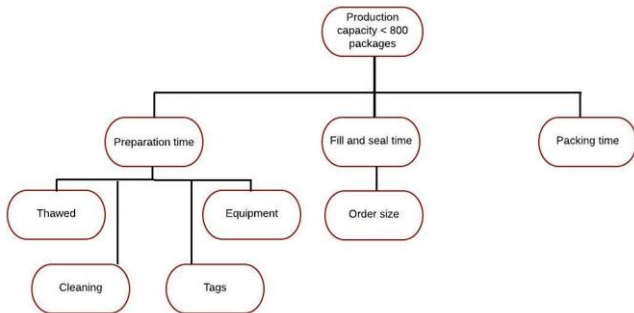 Production
capacity < 800
packages
Preparation time
Fill and seal time
Packing time
Thawed
Equipment
Order size
Cleaning
Tags